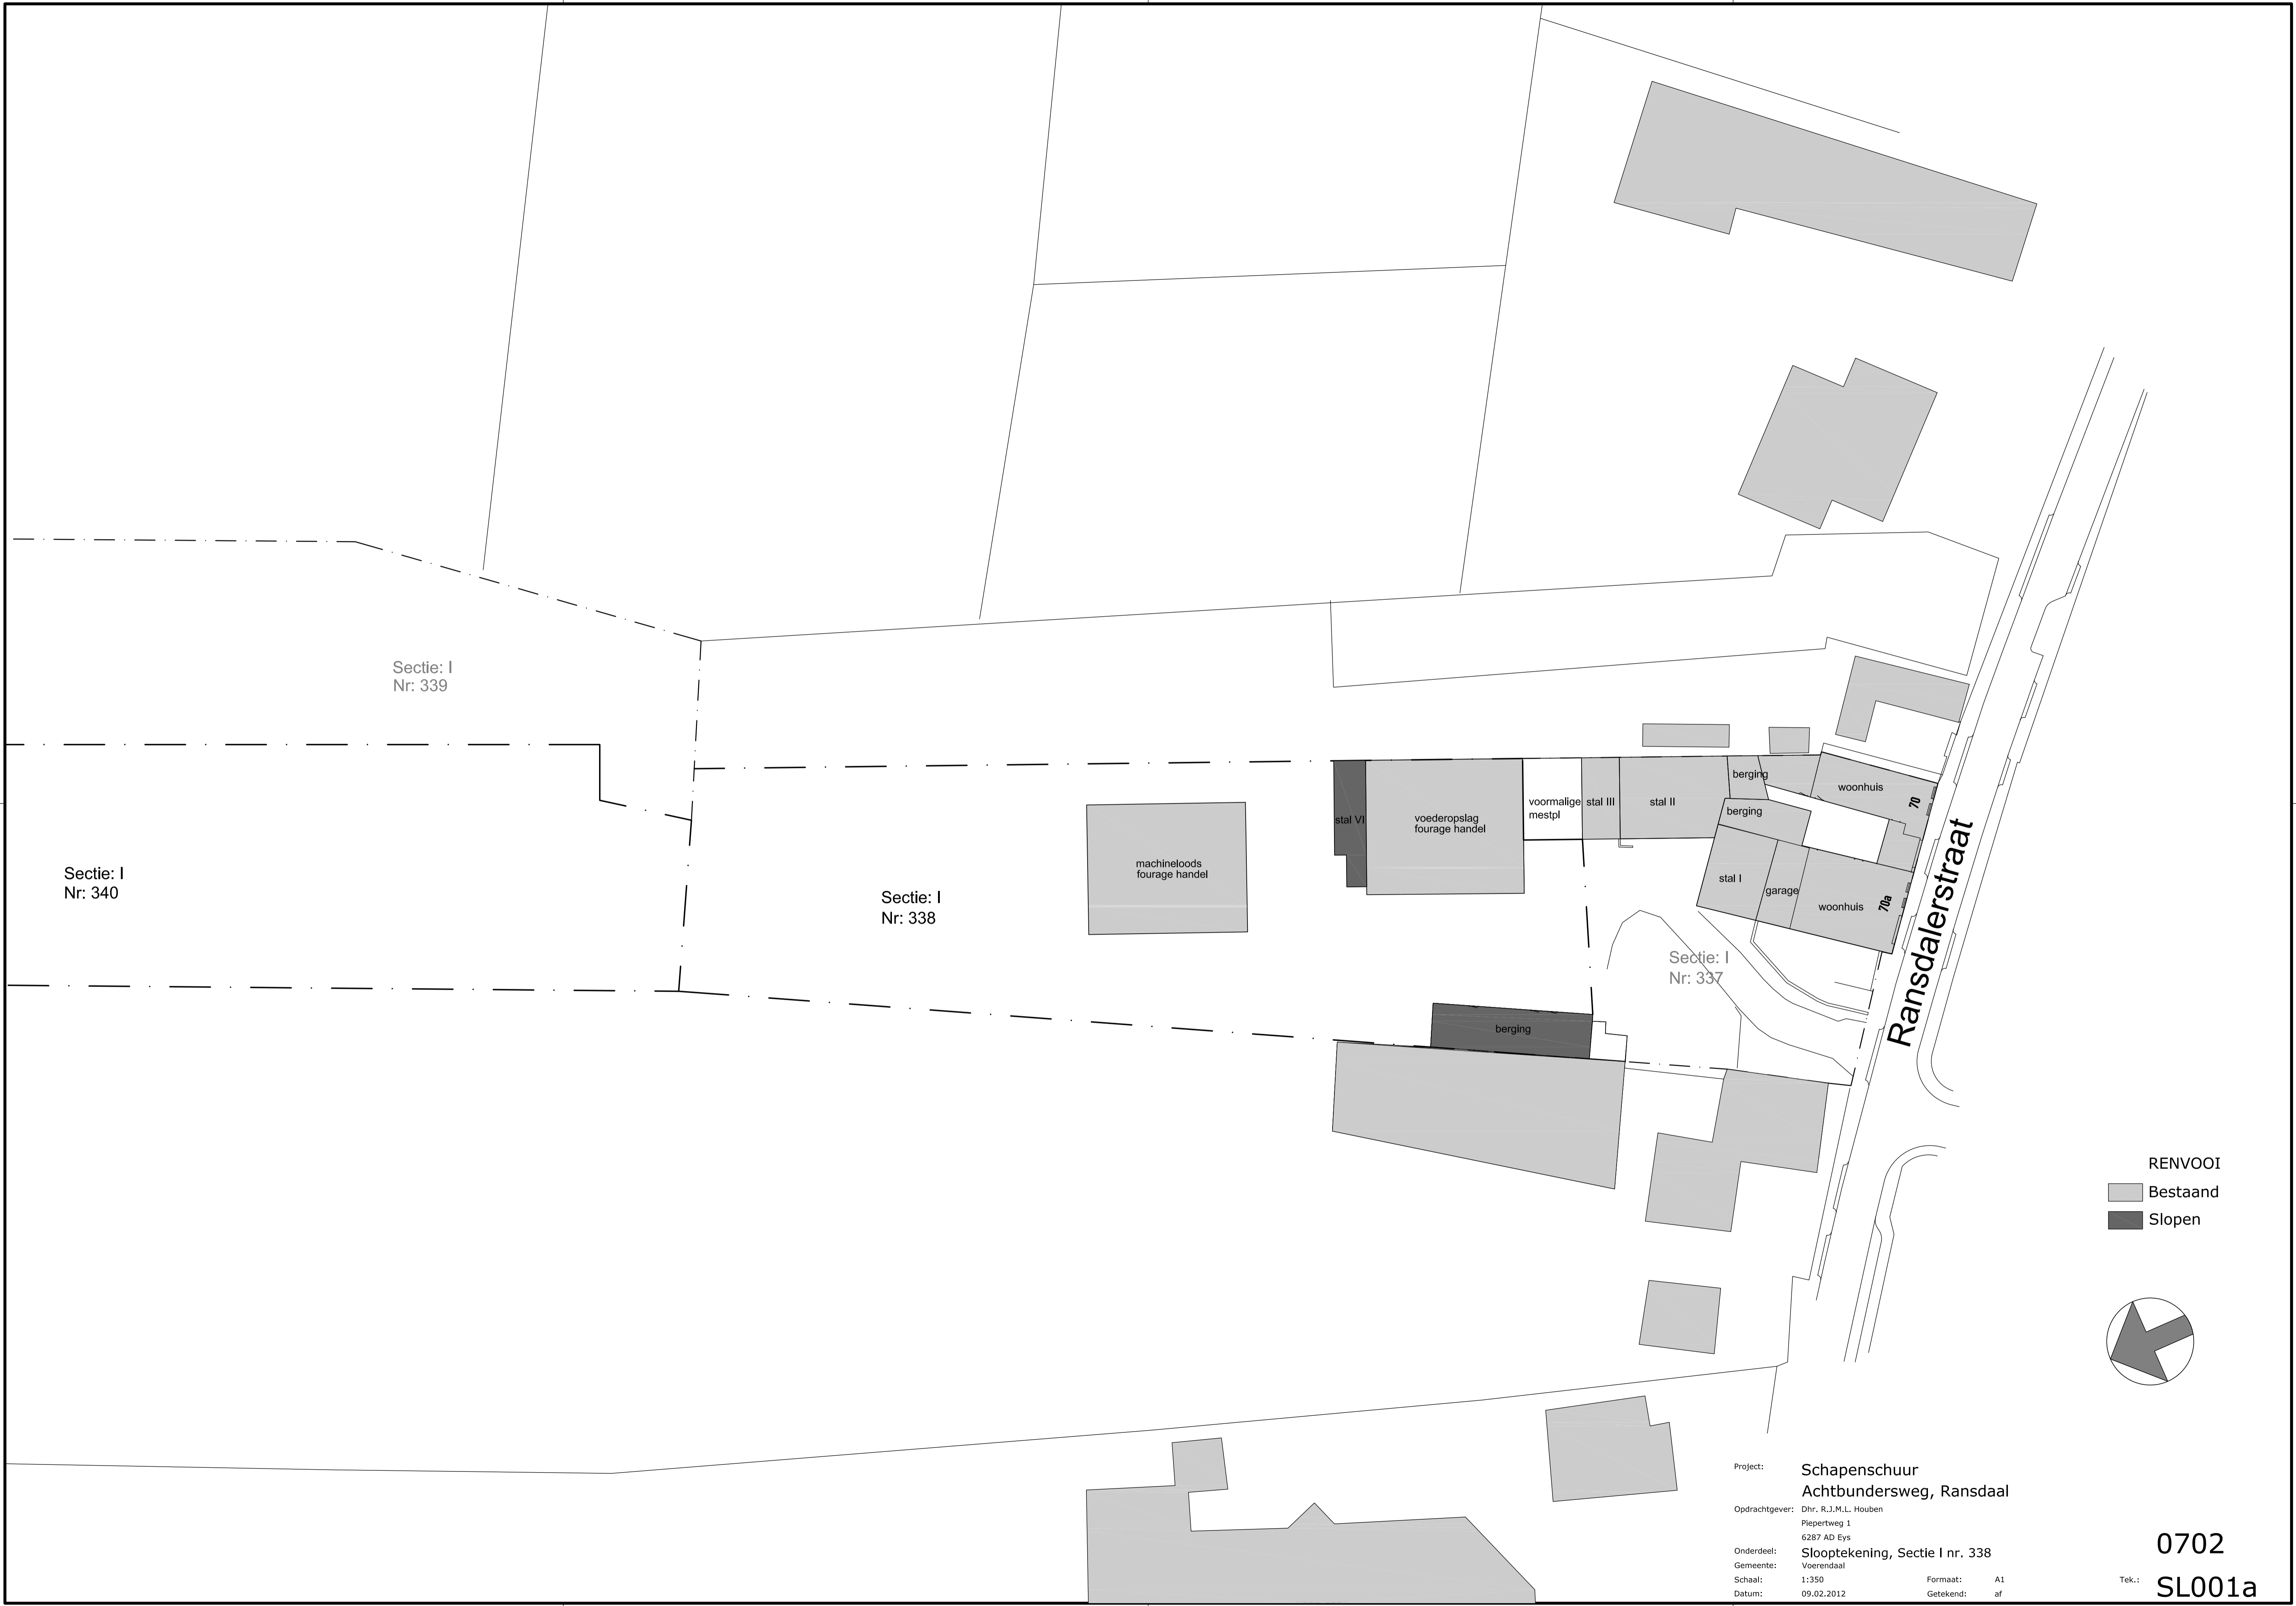 Sectie: I
Nr: 339
Sectie: I
Nr: 340
Sectie: I
Nr: 338
machineloods
fourage handel
stal VI
voederopslag
fourage handel
voormalige
mestpl
stal III
stal II
berging
berging
woonhuis
70
stal I
garage
woonhuis
70a
Sectie: I
Nr: 337
berging
Ransdalerstraat
RENVOOI
Bestaand
Slopen
Project: Schapenschuur
Achtbundersweg, Ransdaal
Opdrachtgever: Dhr. R.J.M.L. Houben
Piepertweg 1
6287 AD Eys
Onderdeel: Slooptekening, Sectie I nr. 338
Gemeente: Voerendaal
Schaal: 1:350 Formaat: A1
Datum: 09.02.2012 Getekend: af
0702
Tek.: SL001a